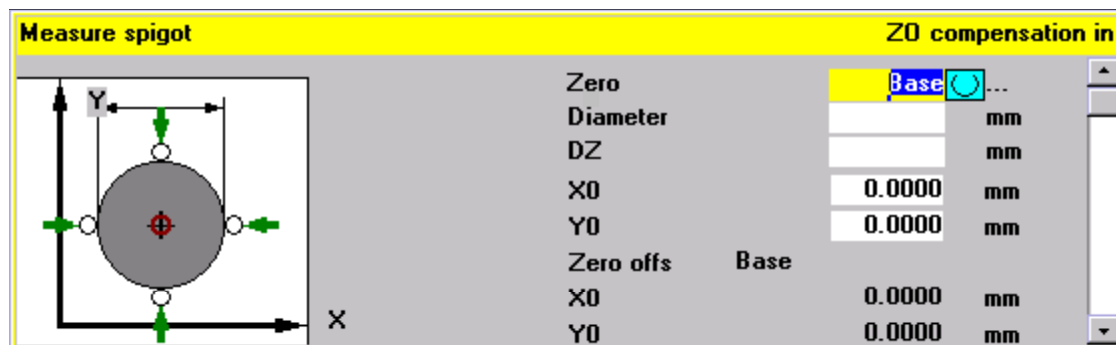 Measure spigot Z0 compensation in
Y
X
Zero Base ...
Diameter mm
DZ mm
X0 0.0000 mm
Y0 0.0000 mm
Zero offs Base
X0 0.0000 mm
Y0 0.0000 mm